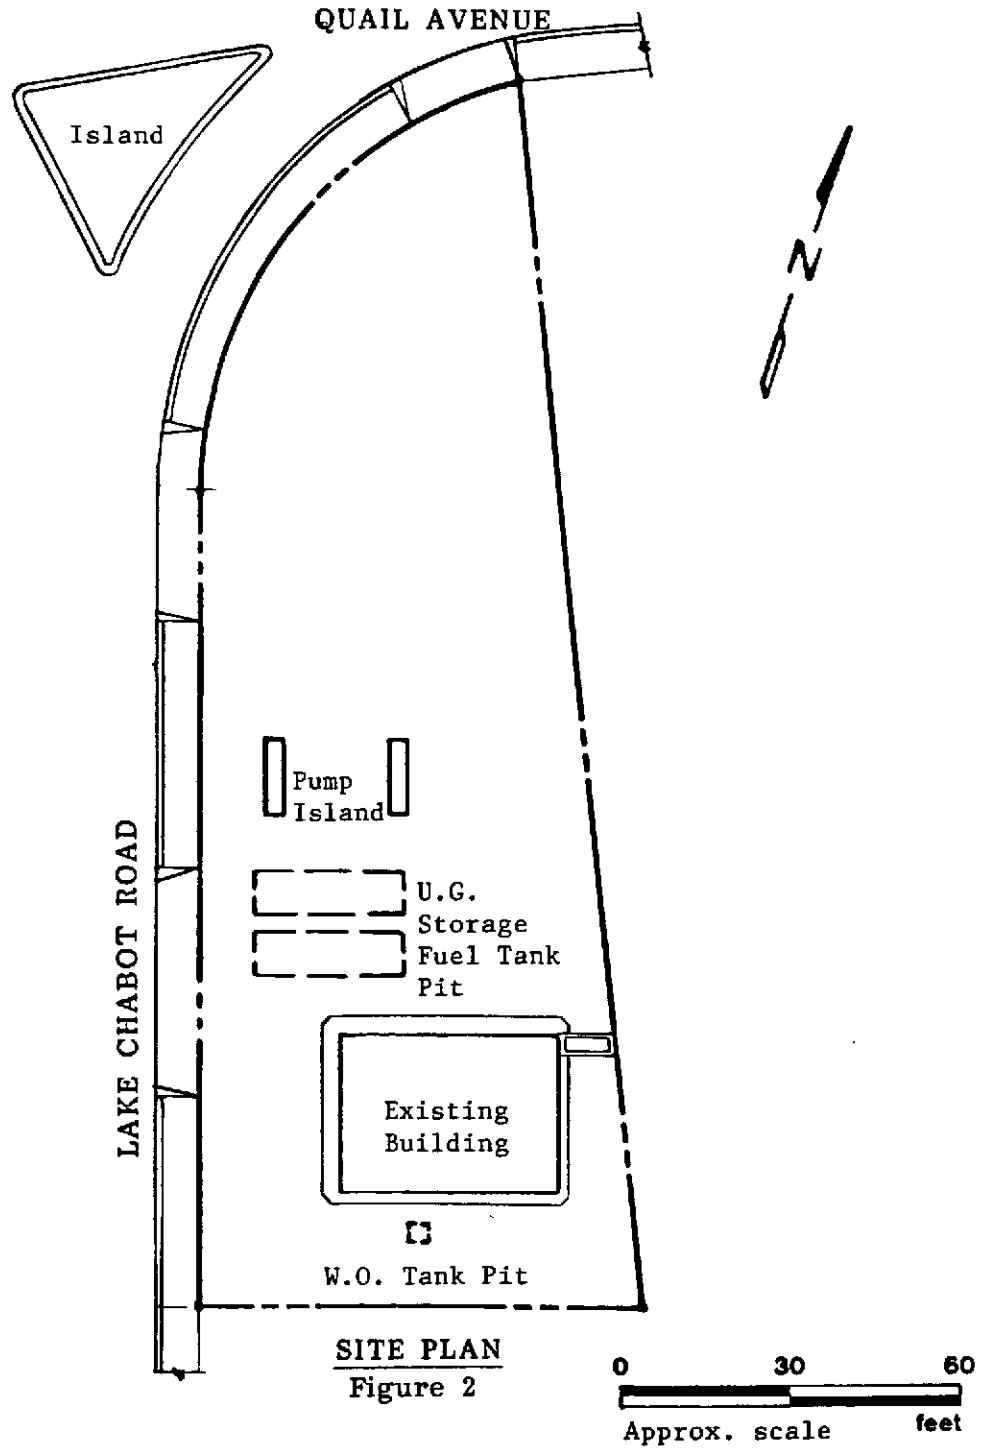 QUAIL AVENUE
Island
N
Pump
Island
LAKE CHABOT ROAD
U.G.
Storage
Fuel Tank
Pit
Existing
Building
W.O. Tank Pit
SITE PLAN
Figure 2
0 30 60
Approx. scale feet